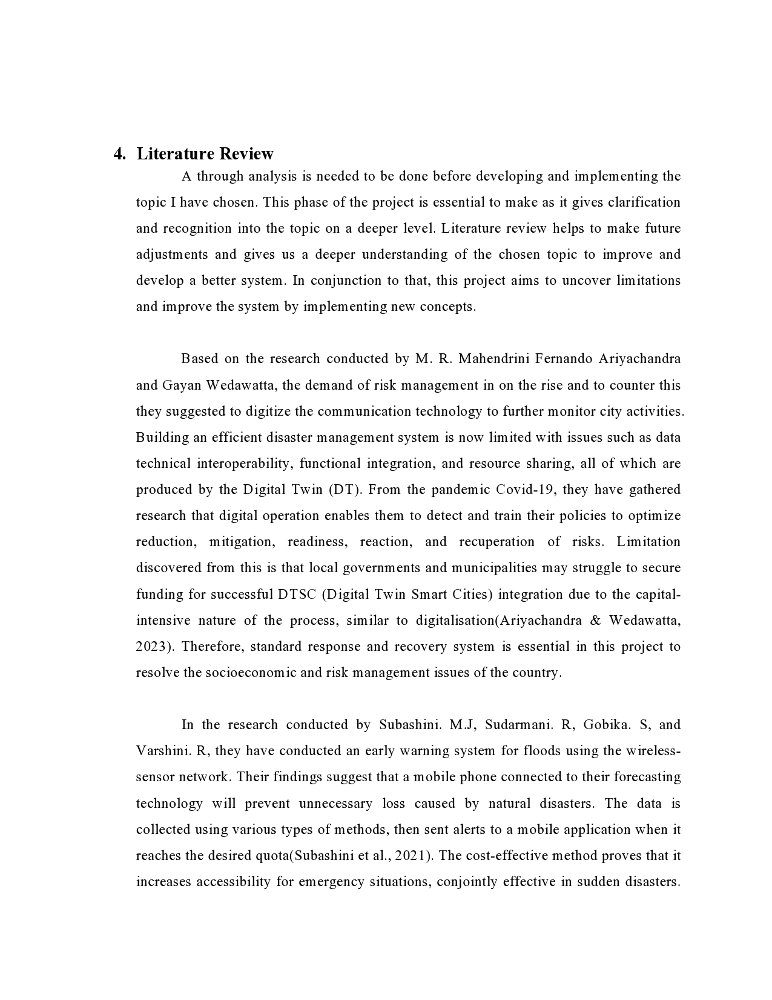 4. Literature Review
A through analysis is needed to be done before developing and implementing the
topic I have chosen. This phase of the project is essential to make as it gives clarification
and recognition into the topic on a deeper level. Literature review helps to make future
adjustments and gives us a deeper understanding of the chosen topic to improve and
develop a better system. In conjunction to that, this project aims to uncover limitations
and improve the system by implementing new concepts.
Based on the research conducted by M. R. Mahendrini Fernando Ariyachandra
and Gayan Wedawatta, the demand of risk management in on the rise and to counter this
they suggested to digitize the communication technology to further monitor city activities.
Building an efficient disaster management system is now limited with issues such as data
technical interoperability, functional integration, and resource sharing, all of which are
produced by the Digital Twin (DT). From the pandemic Covid-19, they have gathered
research that digital operation enables them to detect and train their policies to optimize
reduction, mitigation, readiness, reaction, and recuperation of risks. Limitation
discovered from this is that local governments and municipalities may struggle to secure
funding for successful DTSC (Digital Twin Smart Cities) integration due to the capital-
intensive nature of the process, similar to digitalisation(Ariyachandra & Wedawatta,
2023). Therefore, standard response and recovery system is essential in this project to
resolve the socioeconomic and risk management issues of the country.
In the research conducted by Subashini. M.J, Sudarmani. R, Gobika. S, and
Varshini. R, they have conducted an early warning system for floods using the wireless-
sensor network. Their findings suggest that a mobile phone connected to their forecasting
technology will prevent unnecessary loss caused by natural disasters. The data is
collected using various types of methods, then sent alerts to a mobile application when it
reaches the desired quota(Subashini et al., 2021). The cost-effective method proves that it
increases accessibility for emergency situations, conjointly effective in sudden disasters.